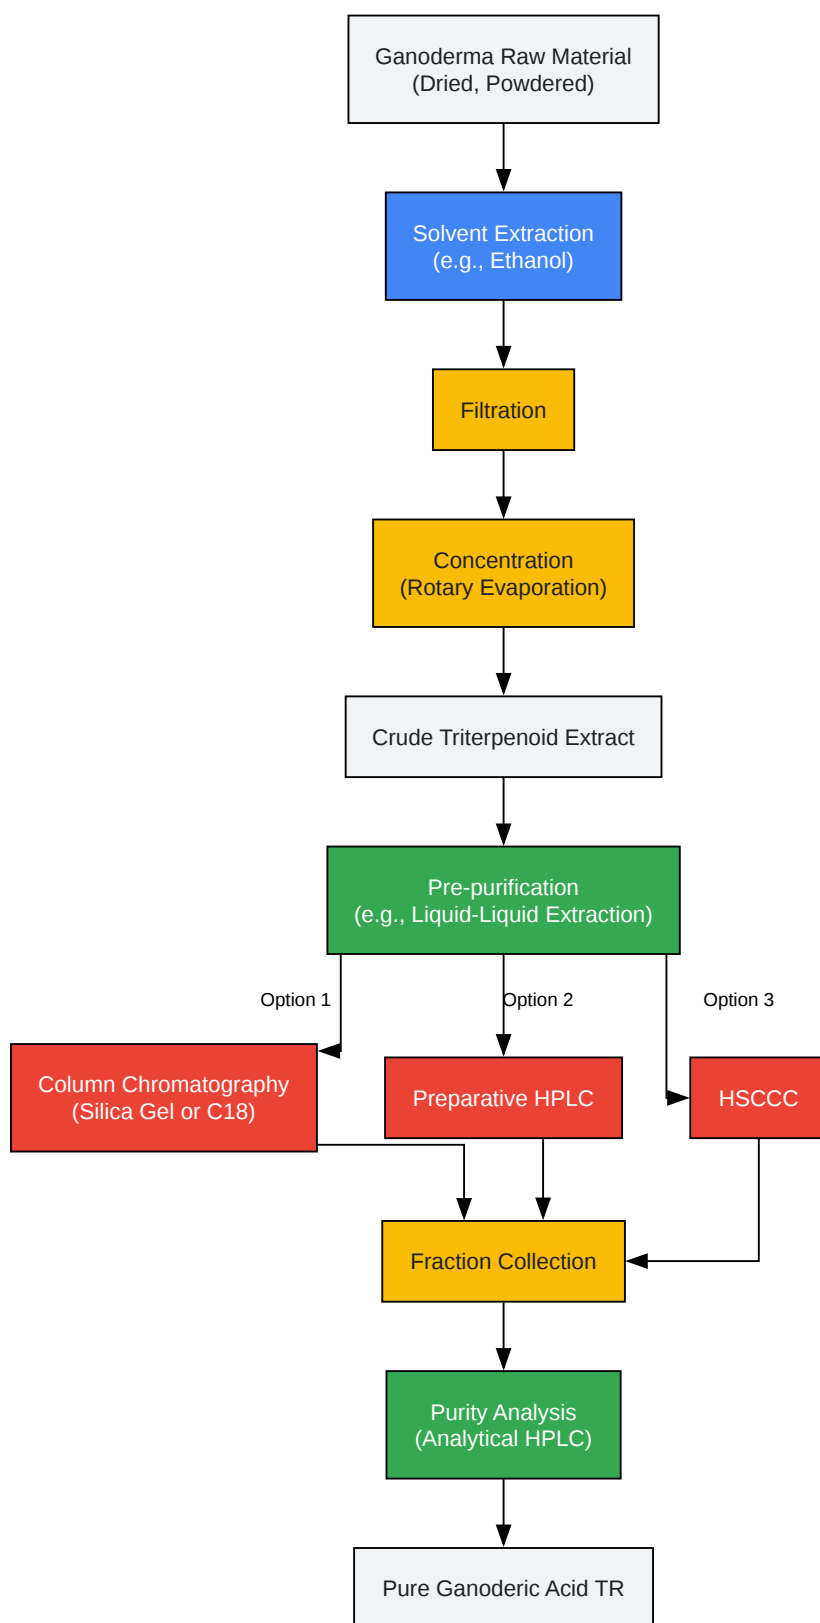 Ganoderma Raw Material
(Dried, Powdered)
Solvent Extraction
(e.g., Ethanol)
Filtration
Concentration
(Rotary Evaporation)
Crude Triterpenoid Extract
Pre-purification
(e.g., Liquid-Liquid Extraction)
Option 1
Option 2
Option 3
Column Chromatography
(Silica Gel or C18)
Preparative HPLC
HSCCC
Fraction Collection
Purity Analysis
(Analytical HPLC)
Pure Ganoderic Acid TR